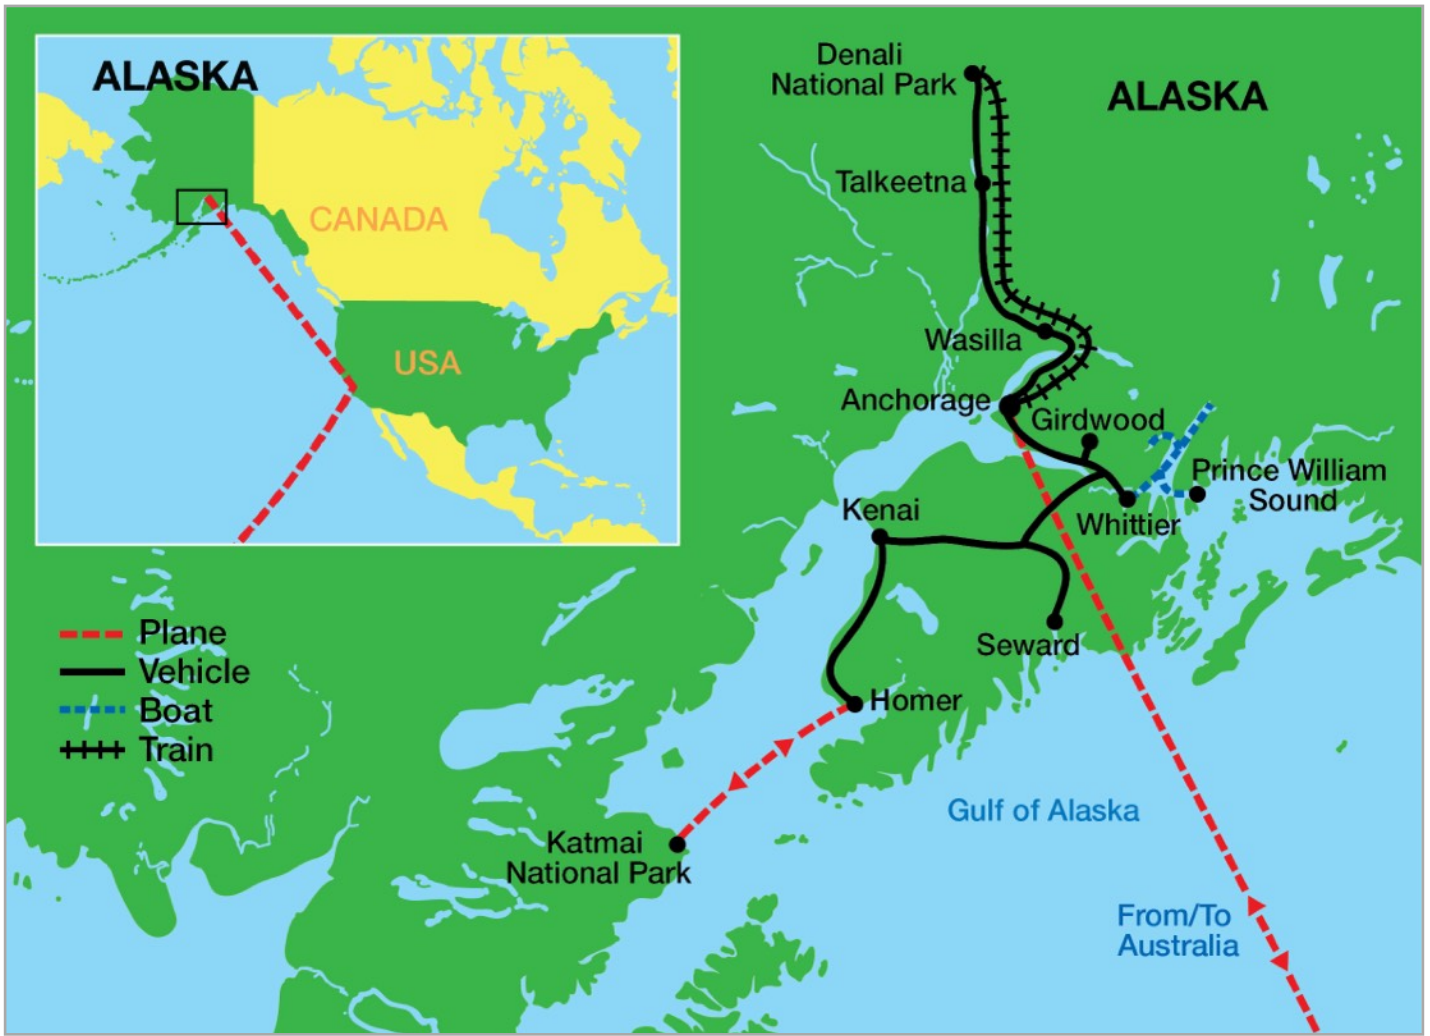 ALASKA
CANADA
USA
Denali
National Park
ALASKA
Talkeetna
Wasilla
Anchorage
Girdwood
Prince William
Sound
Kenai
Whittier
Seward
Homer
Plane
Vehicle
Boat
Train
Katmai
National Park
Gulf of Alaska
From/To
Australia